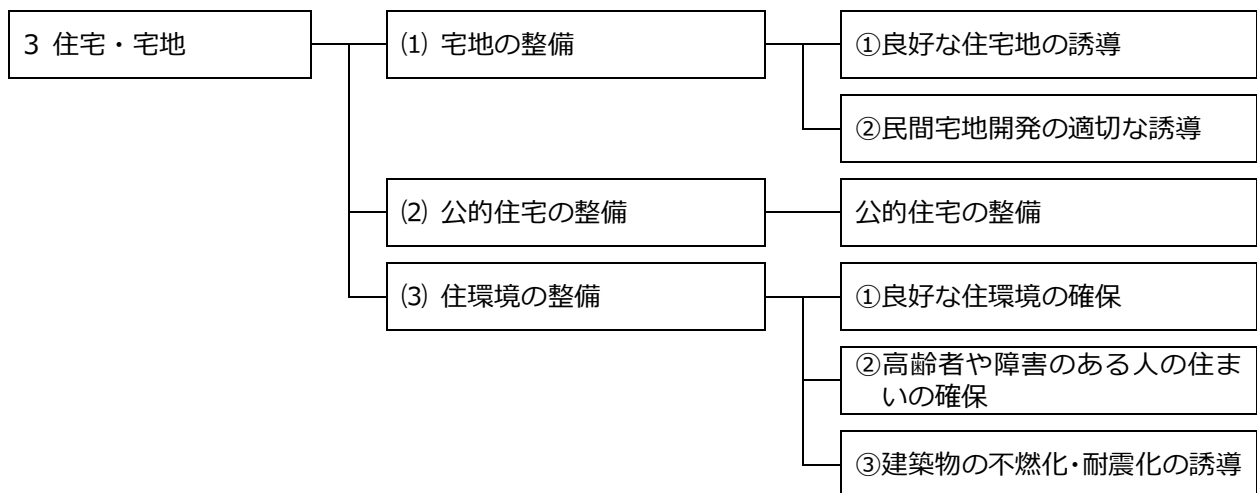 3 住宅・宅地
⑴ 宅地の整備
①良好な住宅地の誘導
②民間宅地開発の適切な誘導
⑵ 公的住宅の整備
公的住宅の整備
⑶ 住環境の整備
①良好な住環境の確保
②高齢者や障害のある人の住ま
いの確保
③建築物の不燃化・耐震化の誘導